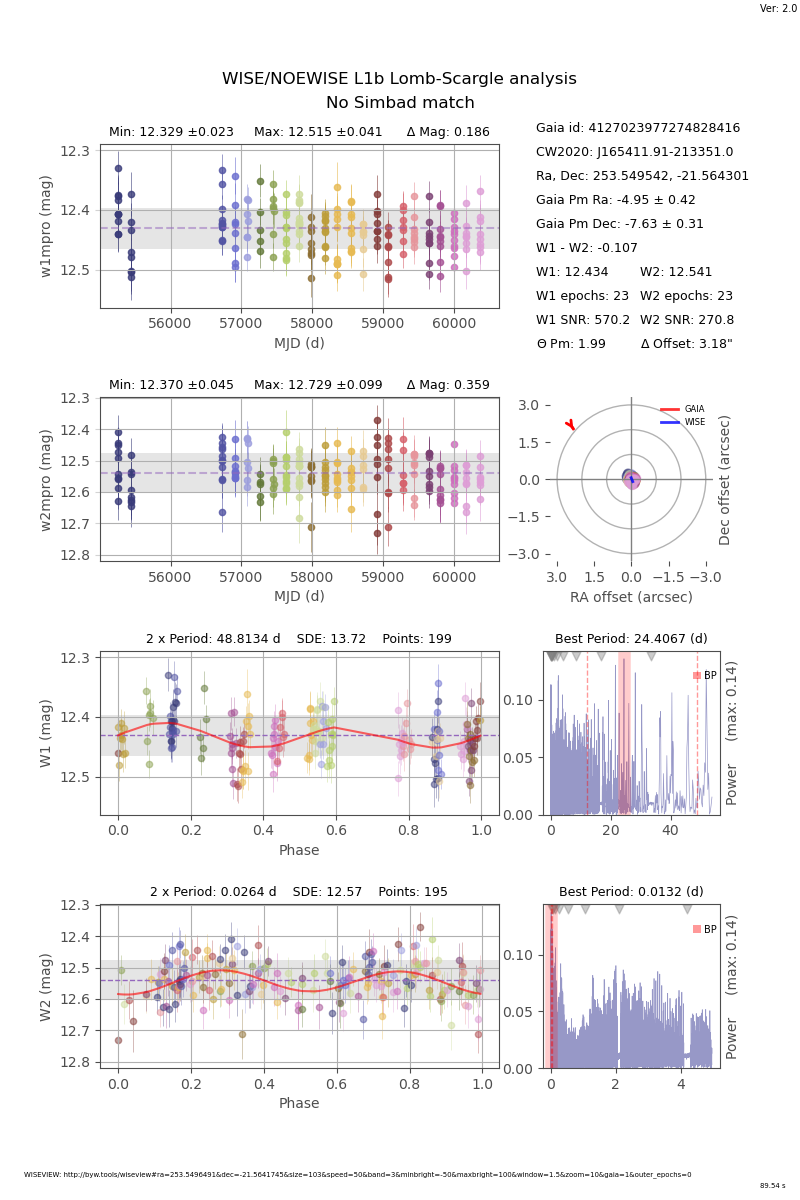 Ver: 2.0
WISE/NOEWISE L1b Lomb-Scargle analysis
No Simbad match
Min: 12.329 ±0.023 Max: 12.515 ±0.041 Δ Mag: 0.186
12.3
12.4
12.5
w1mpro (mag)
56000 57000 58000 59000 60000
MJD (d)
Gaia id: 4127023977274828416
CW2020: J165411.91-213351.0
Ra, Dec: 253.549542, -21.564301
Gaia Pm Ra: -4.95 ± 0.42
Gaia Pm Dec: -7.63 ± 0.31
W1 - W2: -0.107
W1: 12.434 W2: 12.541
W1 epochs: 23 W2 epochs: 23
W1 SNR: 570.2 W2 SNR: 270.8
Θ Pm: 1.99 Δ Offset: 3.18"
Min: 12.370 ±0.045 Max: 12.729 ±0.099 Δ Mag: 0.359
12.3
12.4
12.5
12.6
12.7
12.8
w2mpro (mag)
56000 57000 58000 59000 60000
MJD (d)
3.0
1.5
0.0
−1.5
−3.0
GAIA
WISE
Dec offset (arcsec)
3.0 1.5 0.0 −1.5 −3.0
RA offset (arcsec)
2 x Period: 48.8134 d SDE: 13.72 Points: 199
12.3
12.4
12.5
W1 (mag)
0.0 0.2 0.4 0.6 0.8 1.0
Phase
Best Period: 24.4067 (d)
BP
0.10
0.05
0.00
Power (max: 0.14)
0 20 40
2 x Period: 0.0264 d SDE: 12.57 Points: 195
12.3
12.4
12.5
12.6
12.7
12.8
W2 (mag)
0.0 0.2 0.4 0.6 0.8 1.0
Phase
Best Period: 0.0132 (d)
BP
0.10
0.05
0.00
Power (max: 0.14)
0 2 4
WISEVIEW: http://byw.tools/wiseview#ra=253.5496491&dec=-21.5641745&size=103&speed=50&band=3&minbright=-50&maxbright=100&window=1.5&zoom=10&gaia=1&outer_epochs=0
89.54 s